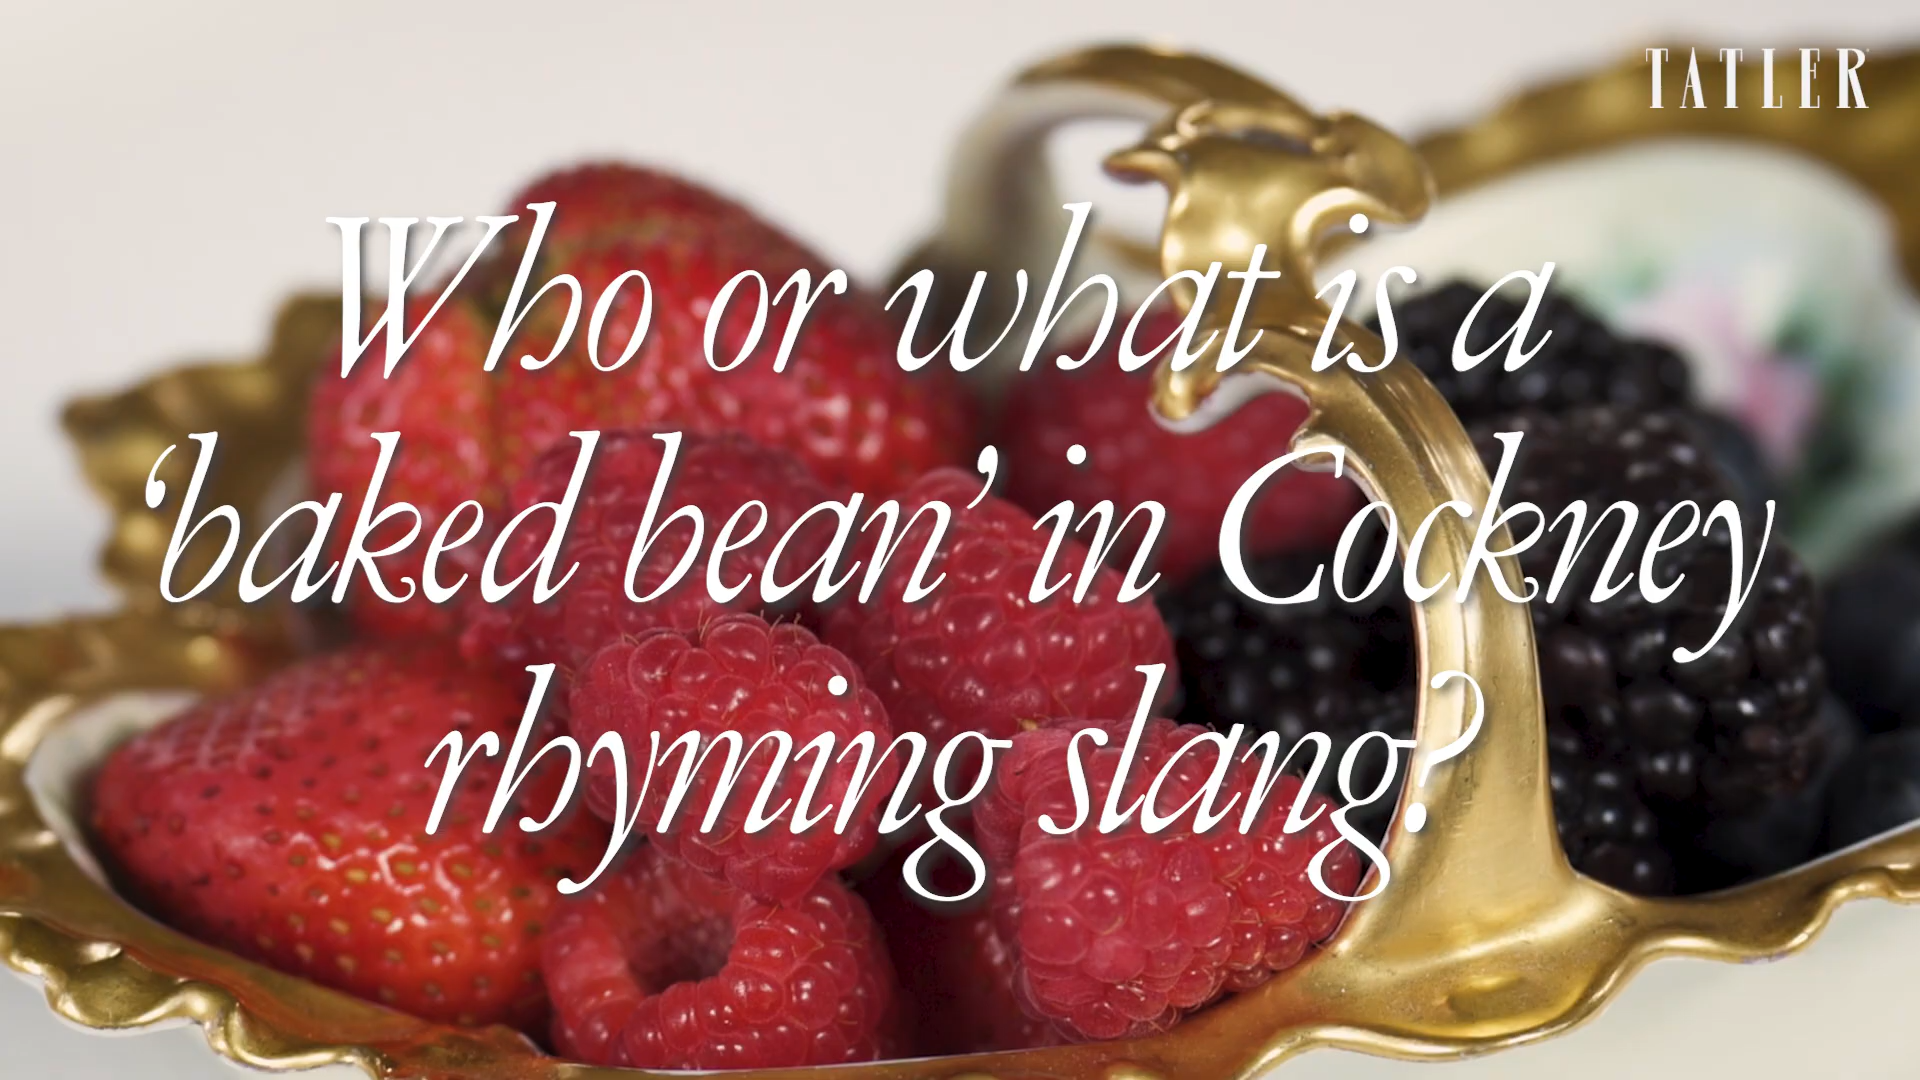 TATLER
Who or what is a
‘baked bean’ in Cockney
rhyming slang?